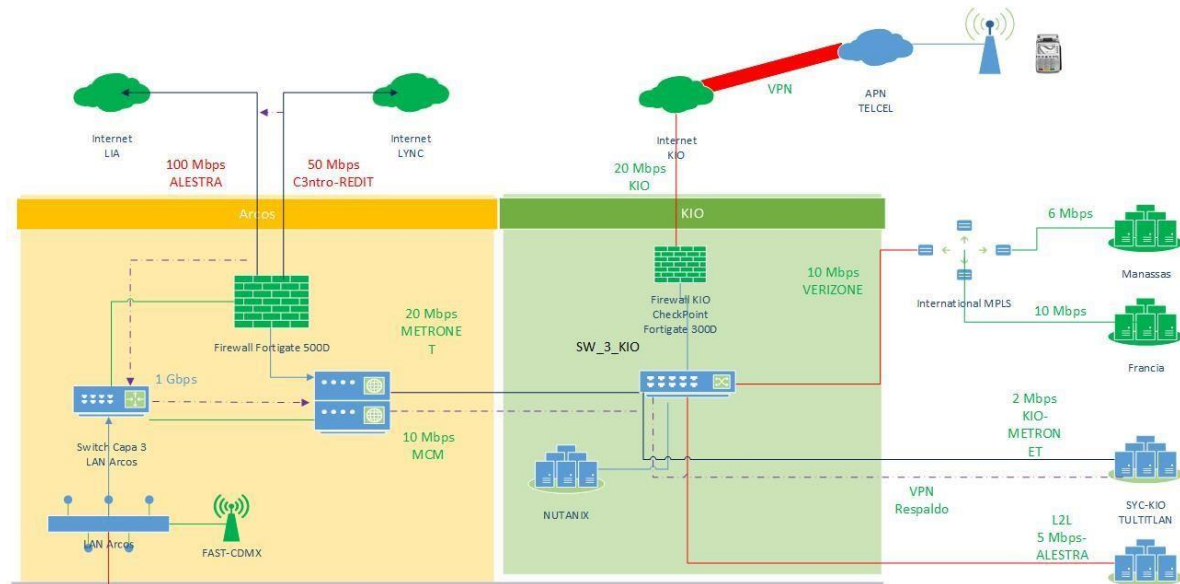 VPN
APN
TELCEL
Internet
LIA
Internet
LYNC
Internet
KIO
100 Mbps
ALESTRA
50 Mbps
C3ntro-REDIT
20 Mbps
KIO
Arcos
KIO
6 Mbps
Manassas
10 Mbps
VERIZONE
International MPLS
Firewall KIO
CheckPoint
Fortigate 300D
10 Mbps
Francia
20 Mbps
METRONE
T
Firewall Fortigate 500D
SW_3_KIO
1 Gbps
2 Mbps
KIO-
METRON
ET
10 Mbps
MCM
Switch Capa 3
LAN Arcos
VPN
Respaldo
SYC-KIO
TULTITLAN
NUTANIX
L2L
5 Mbps-
ALESTRA
LAN Arcos
FAST-CDMX